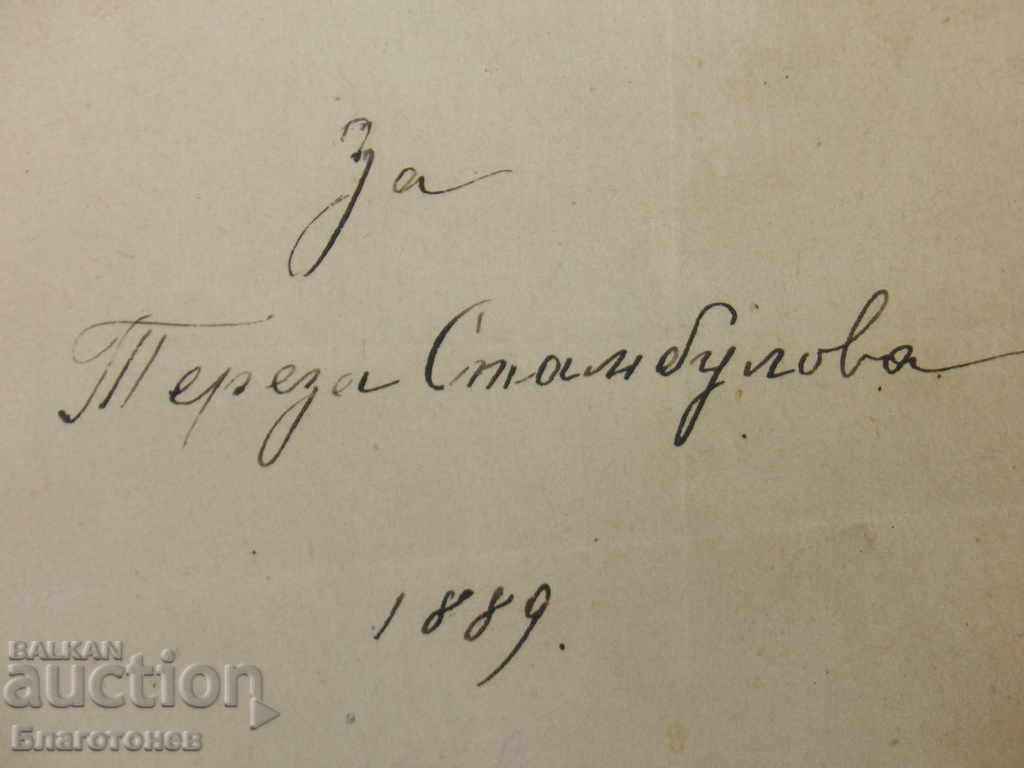 За
Тереза Стамбулова
1889.
BALKAN
auction
Благотонев